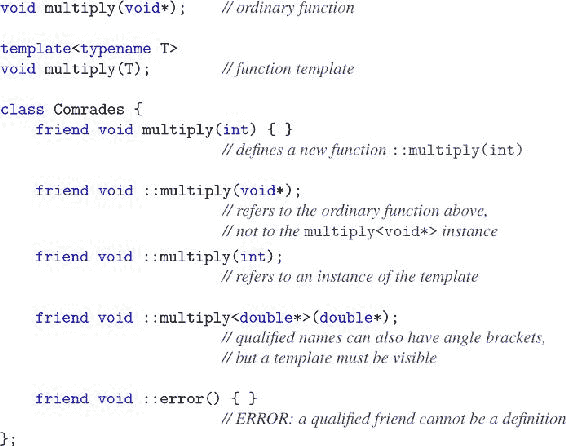 void multiply(void*);    // ordinary function
template<typename T>
void multiply(T);    // function template
class Comrades {
friend void multiply(int) { }
// defines a new function ::multiply(int)
friend void ::multiply(void*);
// refers to the ordinary function above,
// not to the multiply<void*> instance
friend void ::multiply(int);
// refers to an instance of the template
friend void ::multiply<double*>(double*);
// qualified names can also have angle brackets,
// but a template must be visible
friend void ::error() { }
// ERROR: a qualified friend cannot be a definition
};